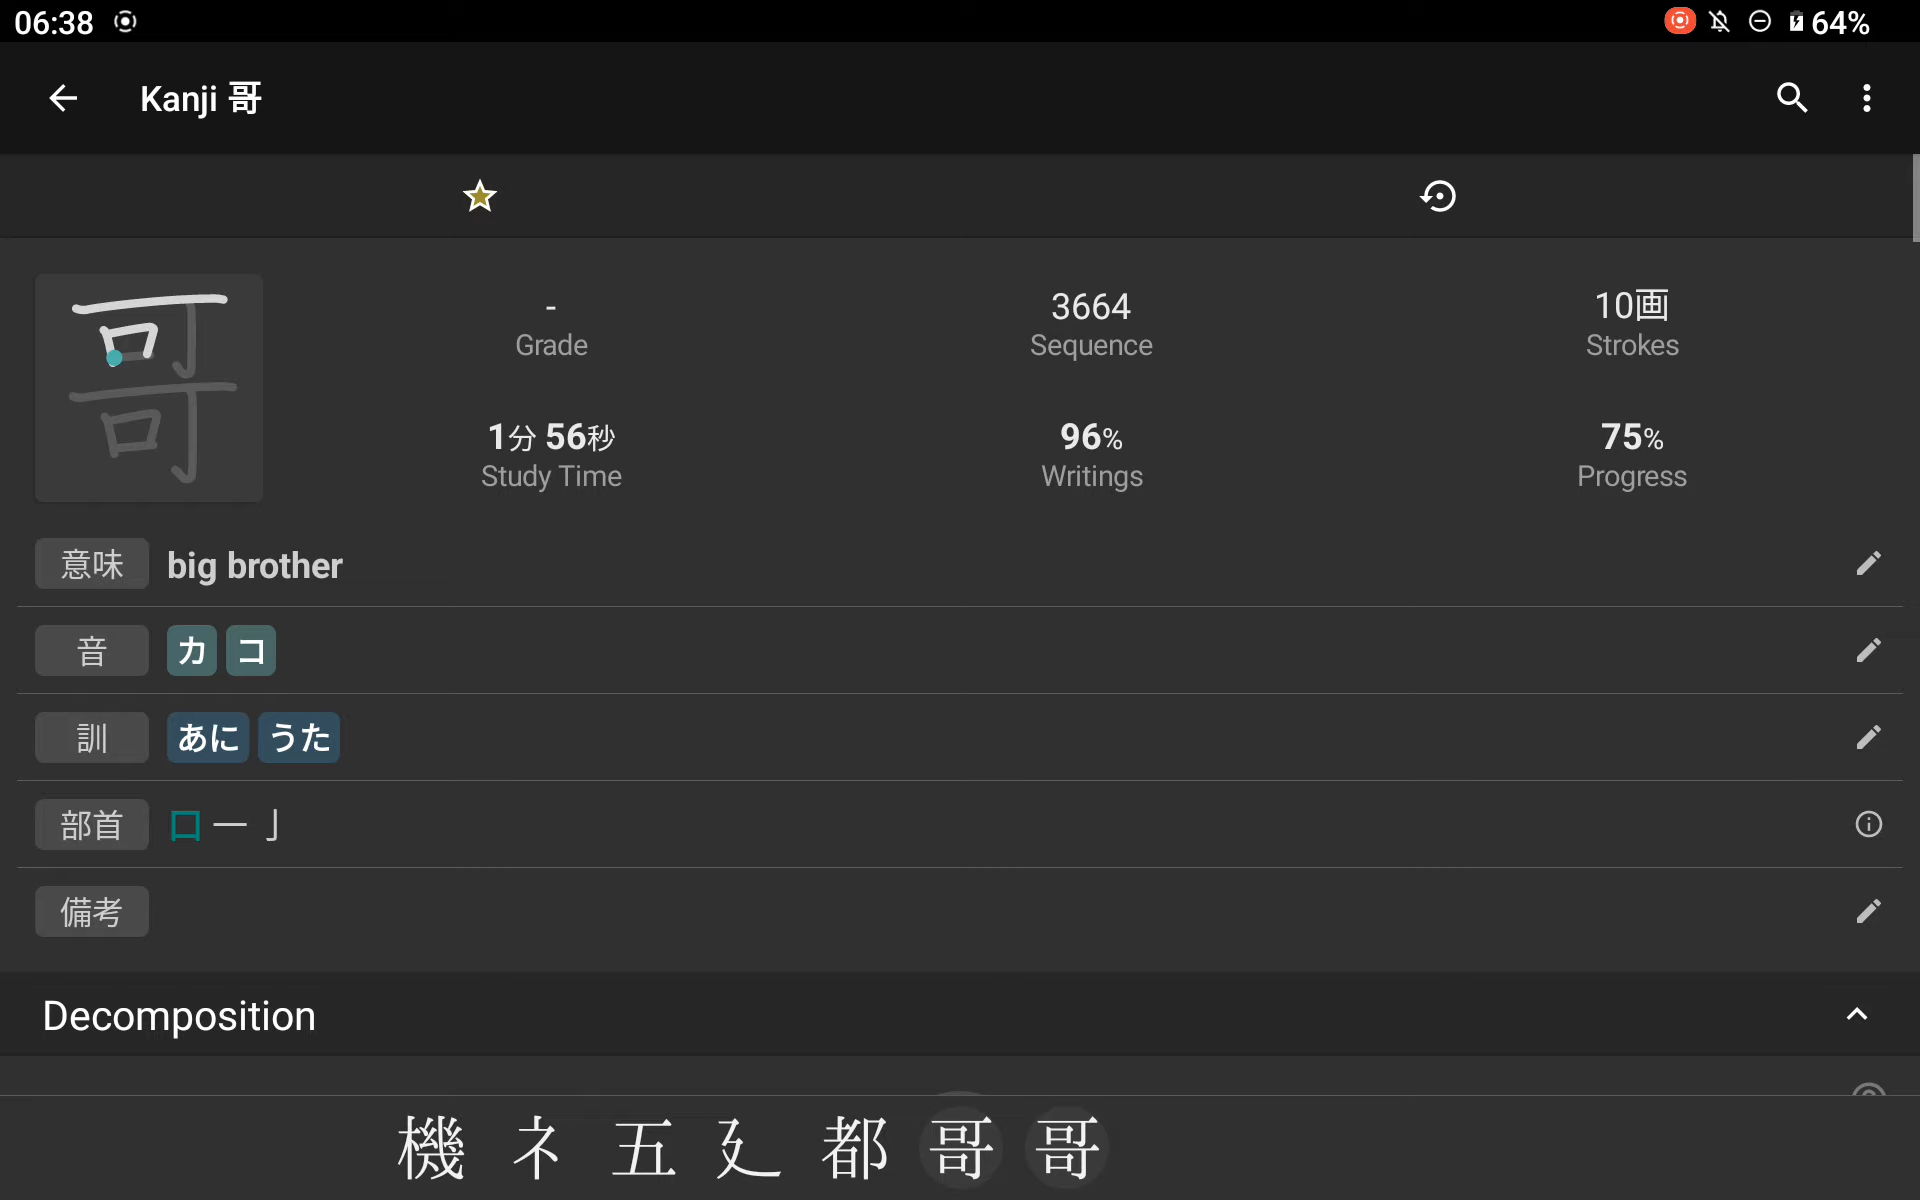 06:38
64%
Kanji 哥
-
Grade
3664
Sequence
10画
Strokes
1分 56秒
Study Time
96%
Writings
75%
Progress
意味 big brother
音 カ コ
訓 あに うた
部首 口 一 亅
備考
Decomposition
機 ネ 五 廴 都 哥 哥